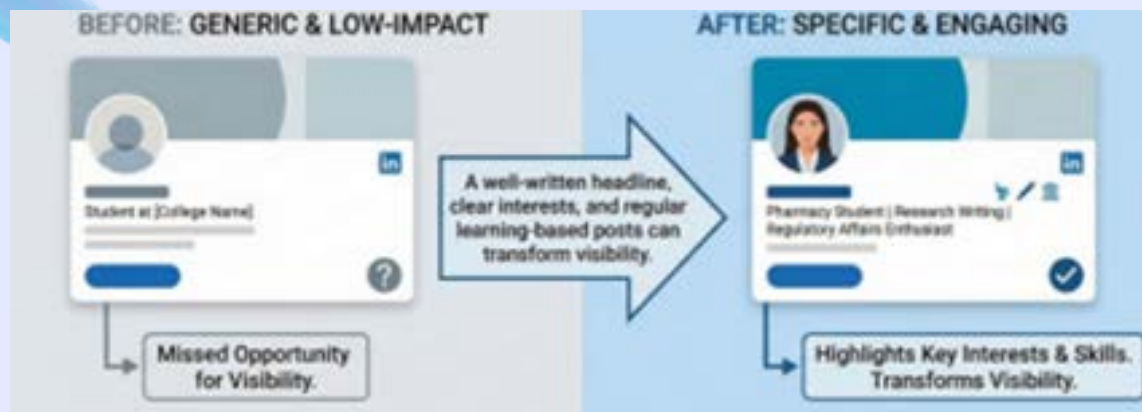 BEFORE: GENERIC & LOW-IMPACT
in
Student at [College Name]
?
Missed Opportunity
for Visibility.
A well-written headline,
clear interests, and regular
learning-based posts can
transform visibility.
AFTER: SPECIFIC & ENGAGING
in
Pharmacy Student | Research Writing |
Regulatory Affairs Enthusiast
Highlights Key Interests & Skills.
Transforms Visibility.